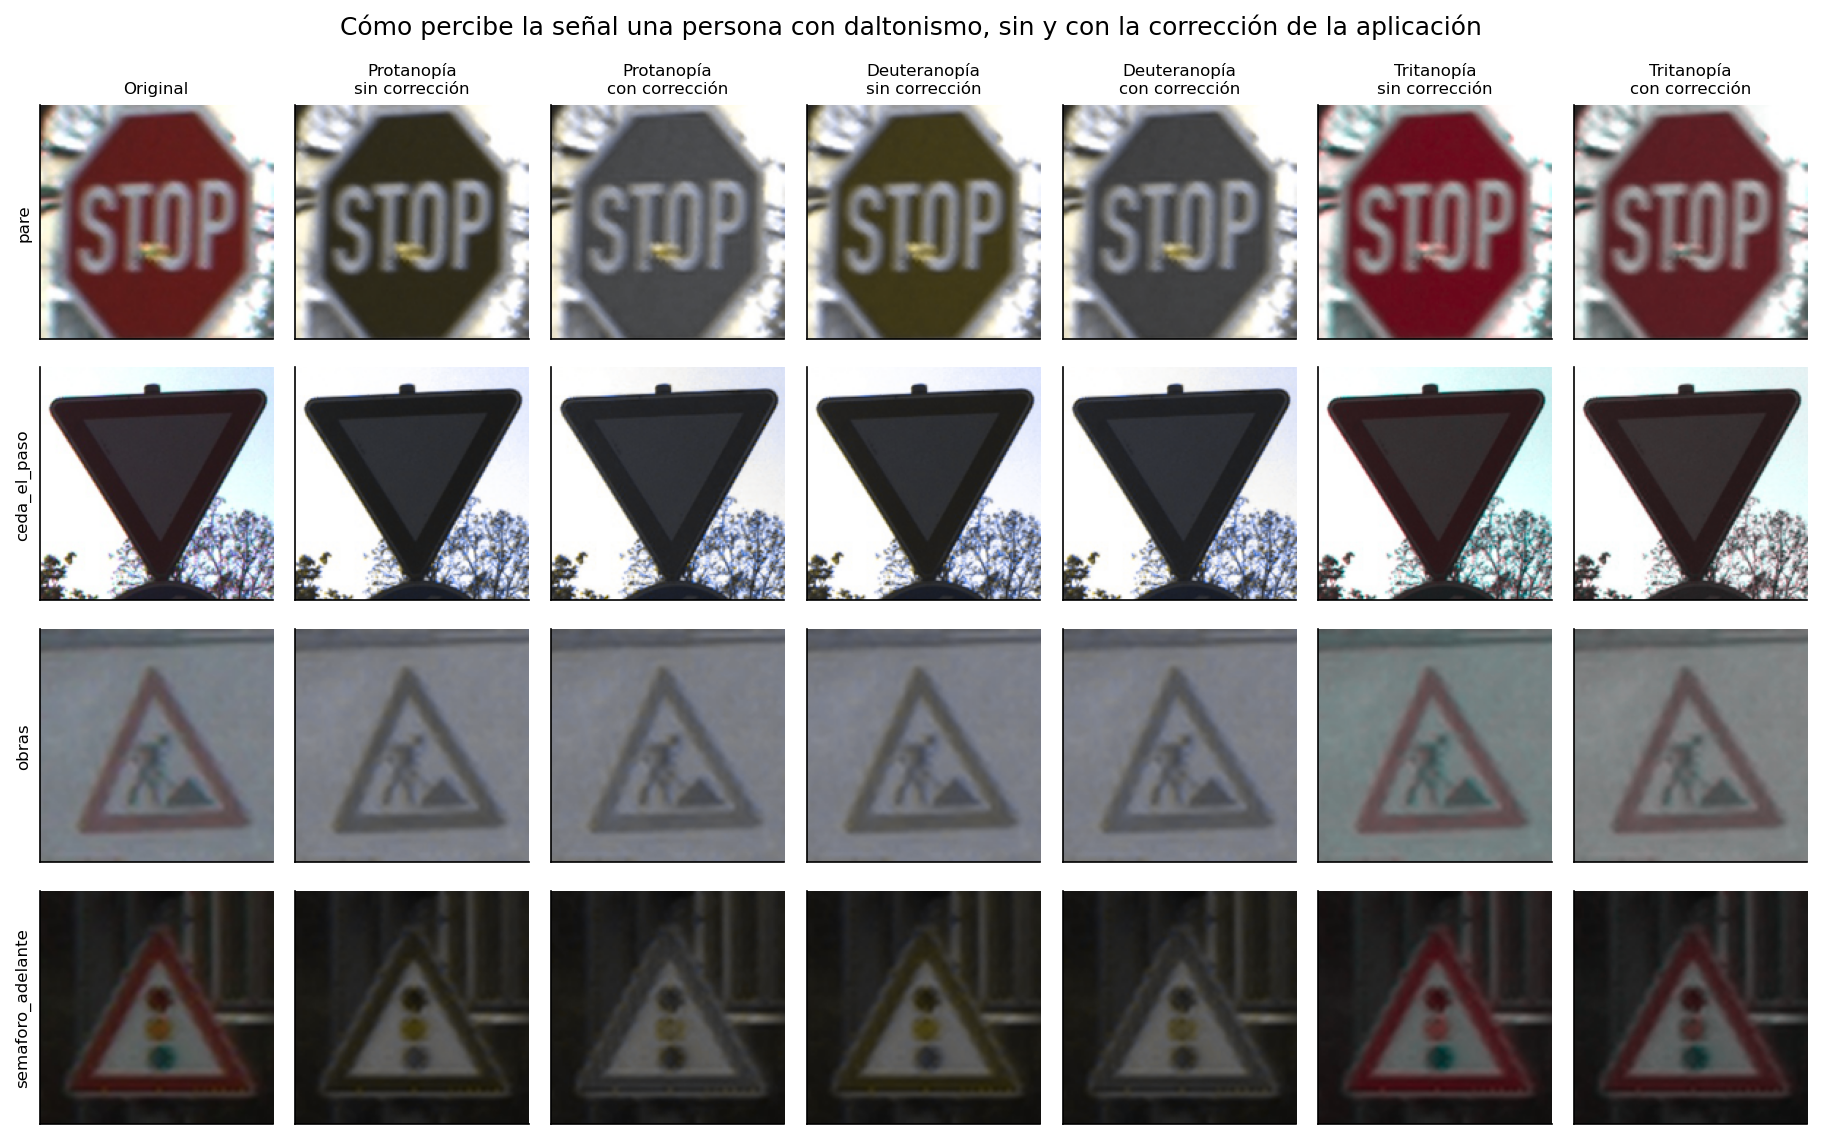 Cómo percibe la señal una persona con daltonismo, sin y con la corrección de la aplicación
Original
Protanopía
sin corrección
Protanopía
con corrección
Deuteranopía
sin corrección
Deuteranopía
con corrección
Tritanopía
sin corrección
Tritanopía
con corrección
pare
STOP
STOP
STOP
STOP
STOP
STOP
STOP
ceda_el_paso
obras
semaforo_adelante